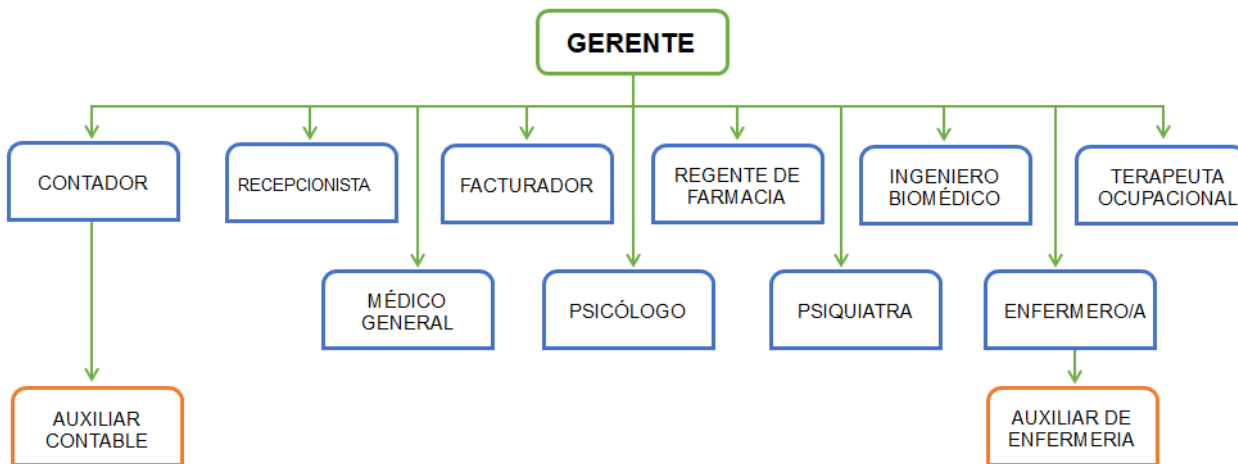 GERENTE
CONTADOR
RECEPCIONISTA
FACTURADOR
REGENTE DE
FARMACIA
INGENIERO
BIOMÉDICO
TERAPEUTA
OCUPACIONAL
MÉDICO
GENERAL
PSICÓLOGO
PSIQUIATRA
ENFERMERO/A
AUXILIAR
CONTABLE
AUXILIAR DE
ENFERMERIA